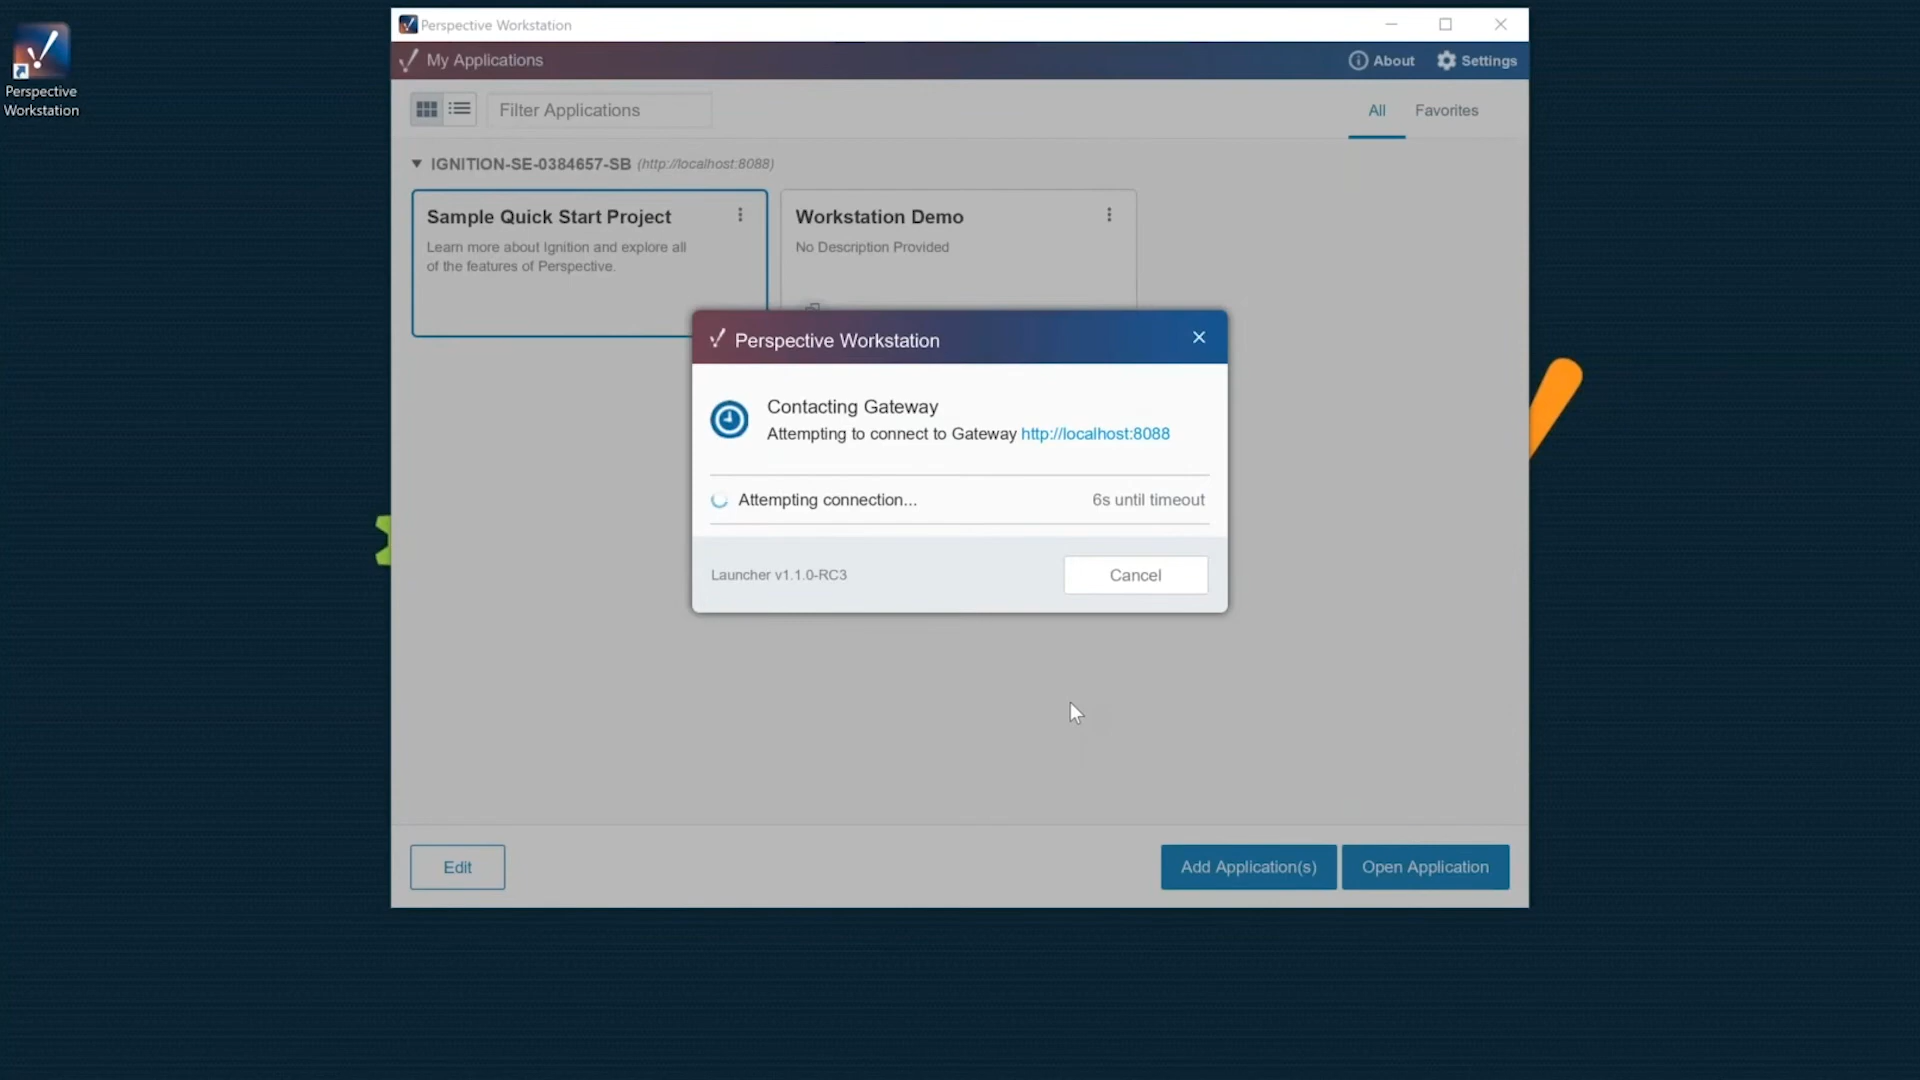 Perspective
Workstation
Perspective Workstation
My Applications
About
Settings
Filter Applications
All
Favorites
IGNITION-SE-0384657-SB (http://localhost:8088)
Sample Quick Start Project
Learn more about Ignition and explore all
of the features of Perspective.
Workstation Demo
No Description Provided
Perspective Workstation
Contacting Gateway
Attempting to connect to Gateway http://localhost:8088
Attempting connection...
6s until timeout
Launcher v1.1.0-RC3
Cancel
Edit
Add Application(s)
Open Application